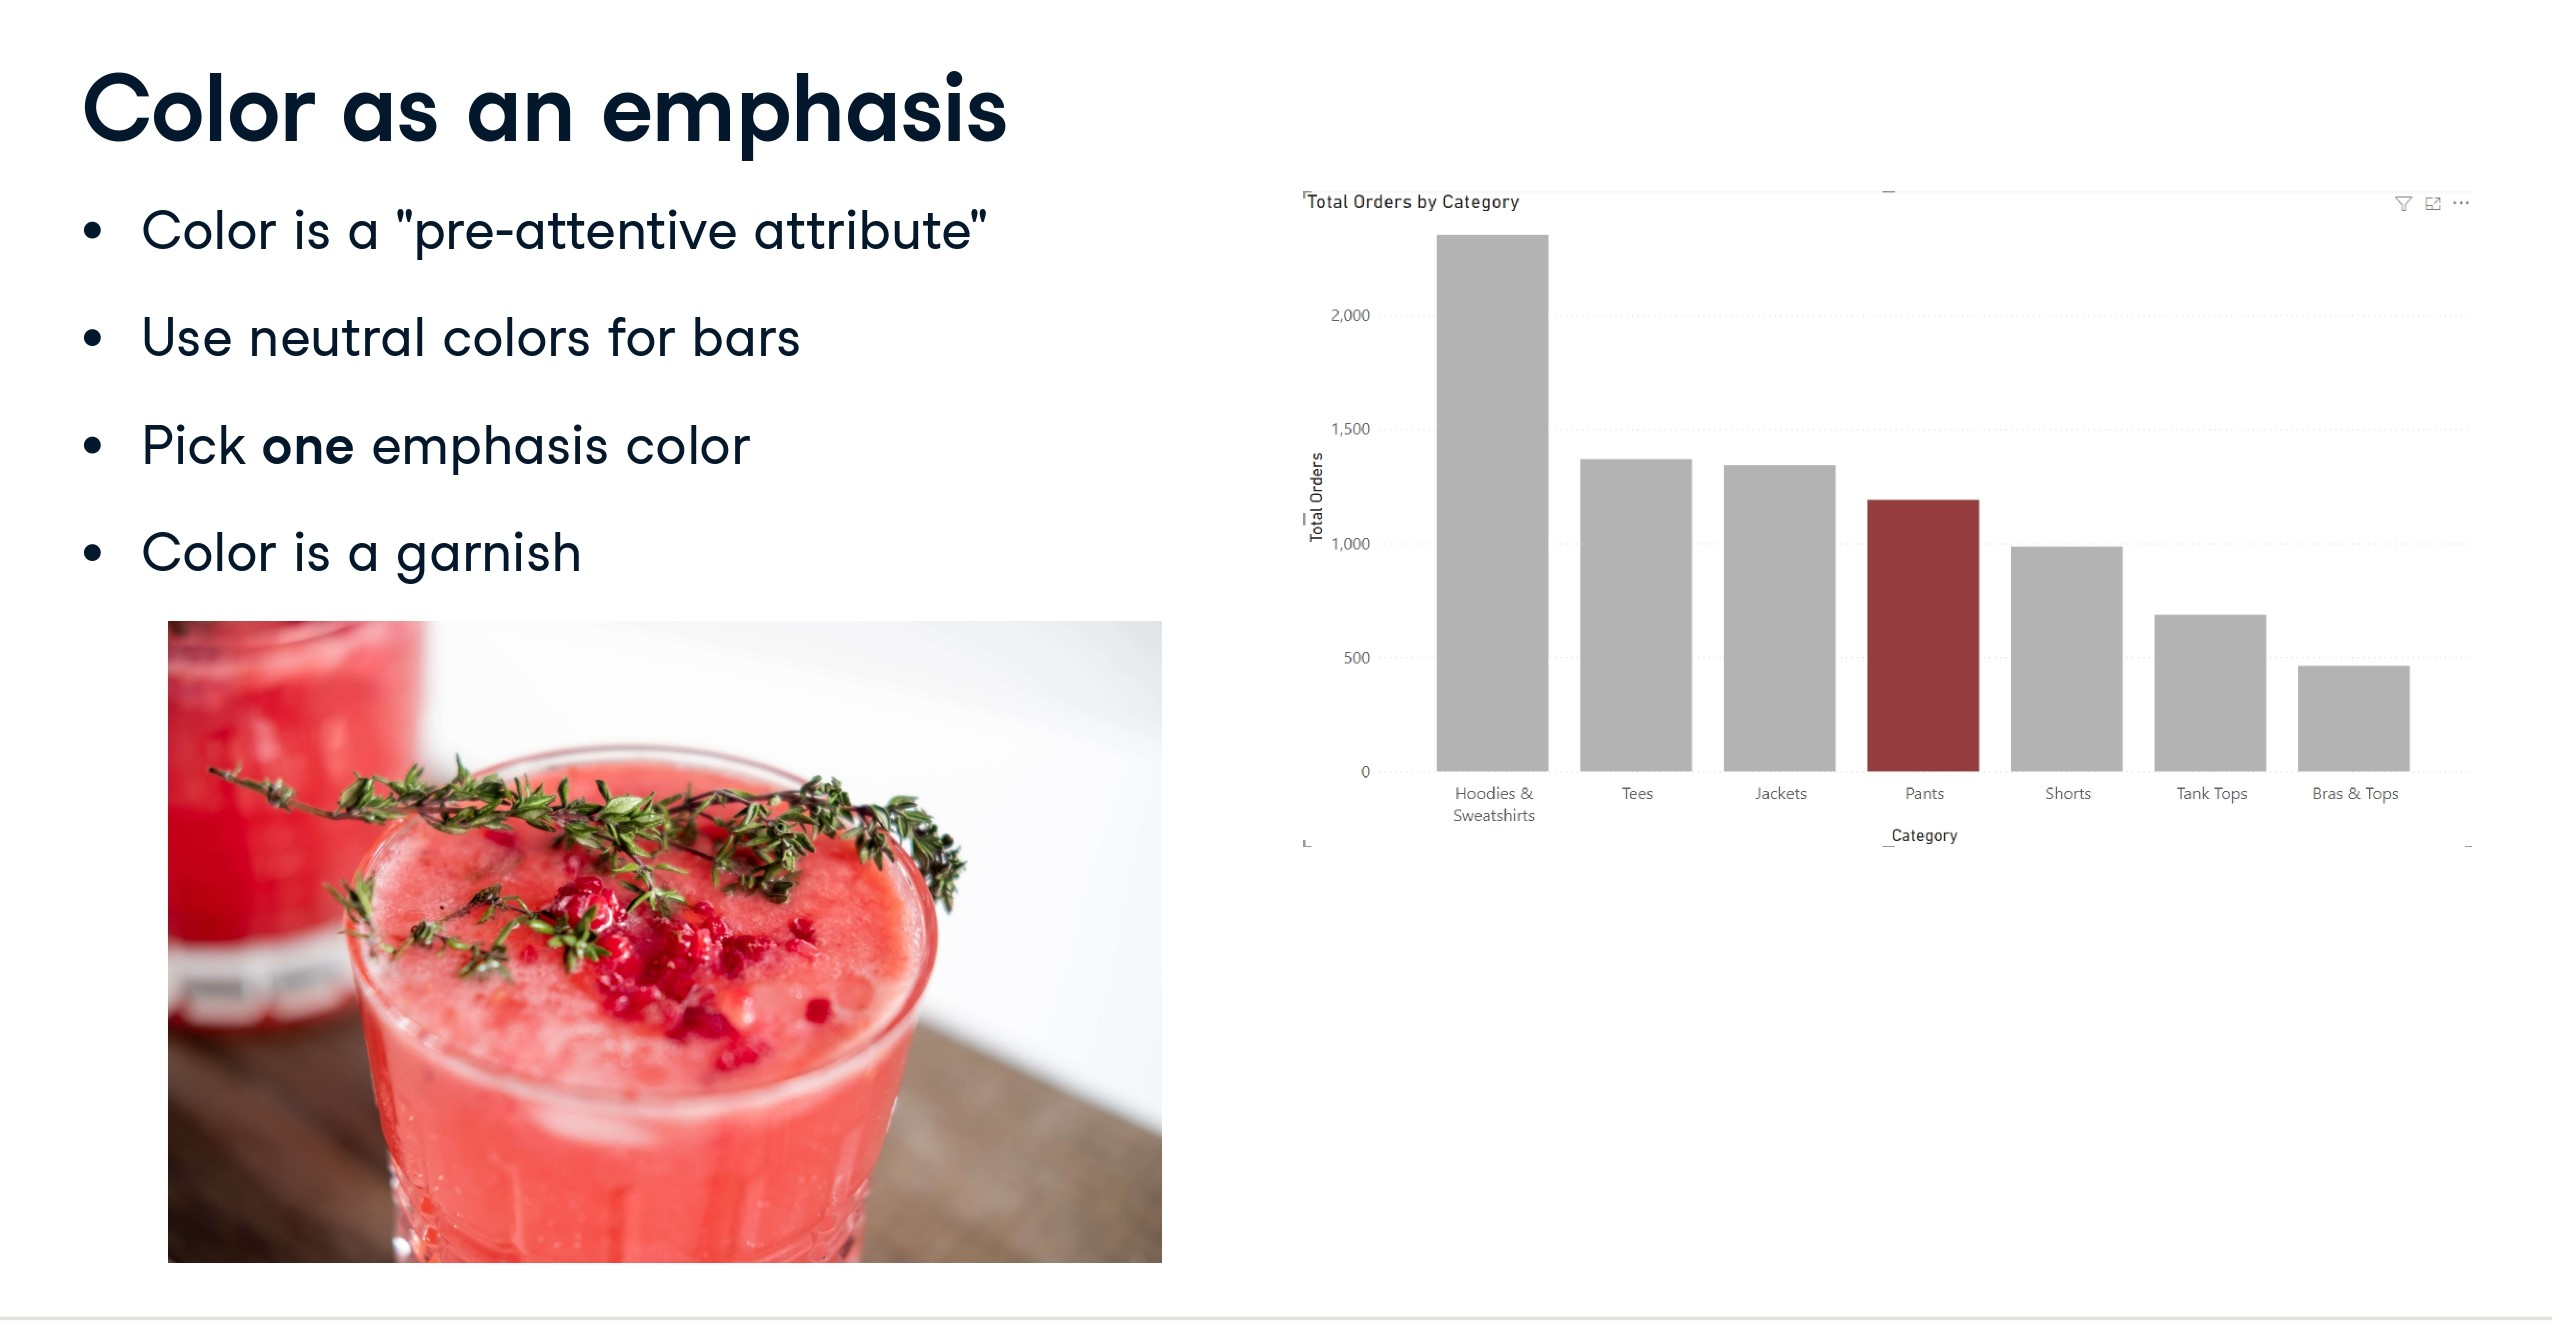 Color as an emphasis
• Color is a "pre-attentive attribute"
• Use neutral colors for bars
• Pick one emphasis color
• Color is a garnish
Total Orders by Category
Total Orders
2,000
1,500
1,000
500
0
Hoodies &
Sweatshirts
Tees
Jackets
Pants
Shorts
Tank Tops
Bras & Tops
Category